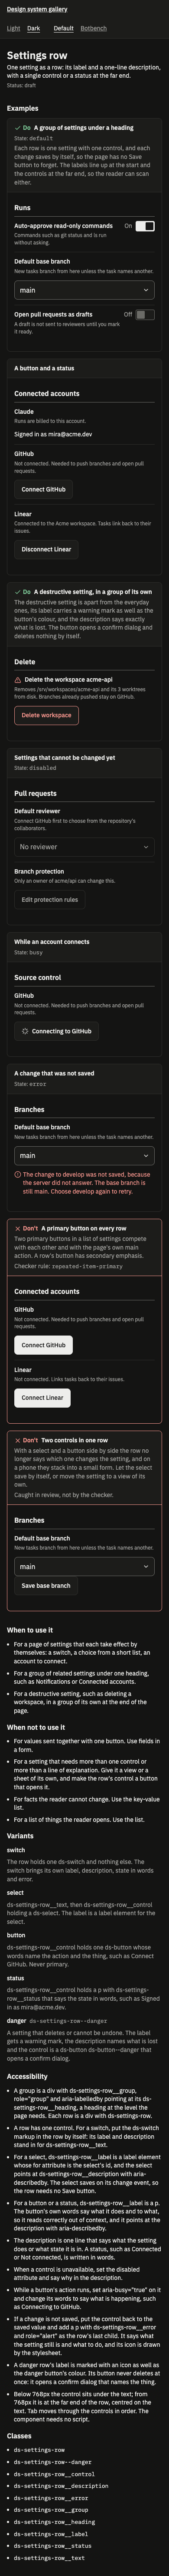 Design system gallery
Light Dark Default Botbench
Settings row
One setting as a row: its label and a one-line description,
with a single control or a status at the far end.
Status: draft
Examples
Do A group of settings under a heading
State: default
Each row is one setting with one control, and each
change saves by itself, so the page has no Save
button to forget. The labels line up at the start and
the controls at the far end, so the reader can scan
either.
Runs
Auto-approve read-only commands On
Commands such as git status and ls run
without asking.
Default base branch
New tasks branch from here unless the task names another.
main
Open pull requests as drafts Off
A draft is not sent to reviewers until you mark
it ready.
A button and a status
Connected accounts
Claude
Runs are billed to this account.
Signed in as mira@acme.dev
GitHub
Not connected. Needed to push branches and open pull
requests.
Connect GitHub
Linear
Connected to the Acme workspace. Tasks link back to their
issues.
Disconnect Linear
Do A destructive setting, in a group of its own
The destructive setting is apart from the everyday
ones, its label carries a warning mark as well as the
button's colour, and the description says exactly
what is lost. The button opens a confirm dialog and
deletes nothing by itself.
Delete
Delete the workspace acme-api
Removes /srv/workspaces/acme-api and its 3 worktrees
from disk. Branches already pushed stay on GitHub.
Delete workspace
Settings that cannot be changed yet
State: disabled
Pull requests
Default reviewer
Connect GitHub first to choose from the repository's
collaborators.
No reviewer
Branch protection
Only an owner of acme/api can change this.
Edit protection rules
While an account connects
State: busy
Source control
GitHub
Not connected. Needed to push branches and open pull
requests.
Connecting to GitHub
A change that was not saved
State: error
Branches
Default base branch
New tasks branch from here unless the task names another.
main
The change to develop was not saved, because
the server did not answer. The base branch is
still main. Choose develop again to retry.
Don't A primary button on every row
Two primary buttons in a list of settings compete
with each other and with the page's own main
action. A row's button has secondary emphasis.
Checker rule: repeated-item-primary
Connected accounts
GitHub
Not connected. Needed to push branches and open pull
requests.
Connect GitHub
Linear
Not connected. Links tasks back to their issues.
Connect Linear
Don't Two controls in one row
With a select and a button side by side the row no
longer says which one changes the setting, and on
a phone they stack into a small form. Let the select
save by itself, or move the setting to a view of its
own.
Caught in review, not by the checker.
Branches
Default base branch
New tasks branch from here unless the task names another.
main
Save base branch
When to use it
For a page of settings that each take effect by
themselves: a switch, a choice from a short list, an
account to connect.
For a group of related settings under one heading,
such as Notifications or Connected accounts.
For a destructive setting, such as deleting a
workspace, in a group of its own at the end of the
page.
When not to use it
For values sent together with one button. Use fields in
a form.
For a setting that needs more than one control or
more than a line of explanation. Give it a view or a
sheet of its own, and make the row's control a button
that opens it.
For facts the reader cannot change. Use the key-value
list.
For a list of things the reader opens. Use the list.
Variants
switch
The row holds one ds-switch and nothing else. The
switch brings its own label, description, state in words
and error.
select
ds-settings-row__text, then ds-settings-row__control
holding a ds-select. The label is a label element for the
select.
button
ds-settings-row__control holds one ds-button whose
words name the action and the thing, such as Connect
GitHub. Never primary.
status
ds-settings-row__control holds a p with ds-settings-
row__status that says the state in words, such as Signed
in as mira@acme.dev.
danger ds-settings-row--danger
A setting that deletes or cannot be undone. The label
gets a warning mark, the description names what is lost
and the control is a ds-button ds-button--danger that
opens a confirm dialog.
Accessibility
A group is a div with ds-settings-row__group,
role="group" and aria-labelledby pointing at its ds-
settings-row__heading, a heading at the level the
page needs. Each row is a div with ds-settings-row.
A row has one control. For a switch, put the ds-switch
markup in the row by itself: its label and description
stand in for ds-settings-row__text.
For a select, ds-settings-row__label is a label element
whose for attribute is the select's id, and the select
points at ds-settings-row__description with aria-
describedby. The select saves on its change event, so
the row needs no Save button.
For a button or a status, ds-settings-row__label is a p.
The button's own words say what it does and to what,
so it reads correctly out of context, and it points at the
description with aria-describedby.
The description is one line that says what the setting
does or what state it is in. A status, such as Connected
or Not connected, is written in words.
When a control is unavailable, set the disabled
attribute and say why in the description.
While a button's action runs, set aria-busy="true" on it
and change its words to say what is happening, such
as Connecting to GitHub.
If a change is not saved, put the control back to the
saved value and add a p with ds-settings-row__error
and role="alert" as the row's last child. It says what
the setting still is and what to do, and its icon is drawn
by the stylesheet.
A danger row's label is marked with an icon as well as
the danger button's colour. Its button never deletes at
once: it opens a confirm dialog that names the thing.
Below 768px the control sits under the text; from
768px it is at the far end of the row, centred on the
text. Tab moves through the controls in order. The
component needs no script.
Classes
ds-settings-row
ds-settings-row--danger
ds-settings-row__control
ds-settings-row__description
ds-settings-row__error
ds-settings-row__group
ds-settings-row__heading
ds-settings-row__label
ds-settings-row__status
ds-settings-row__text